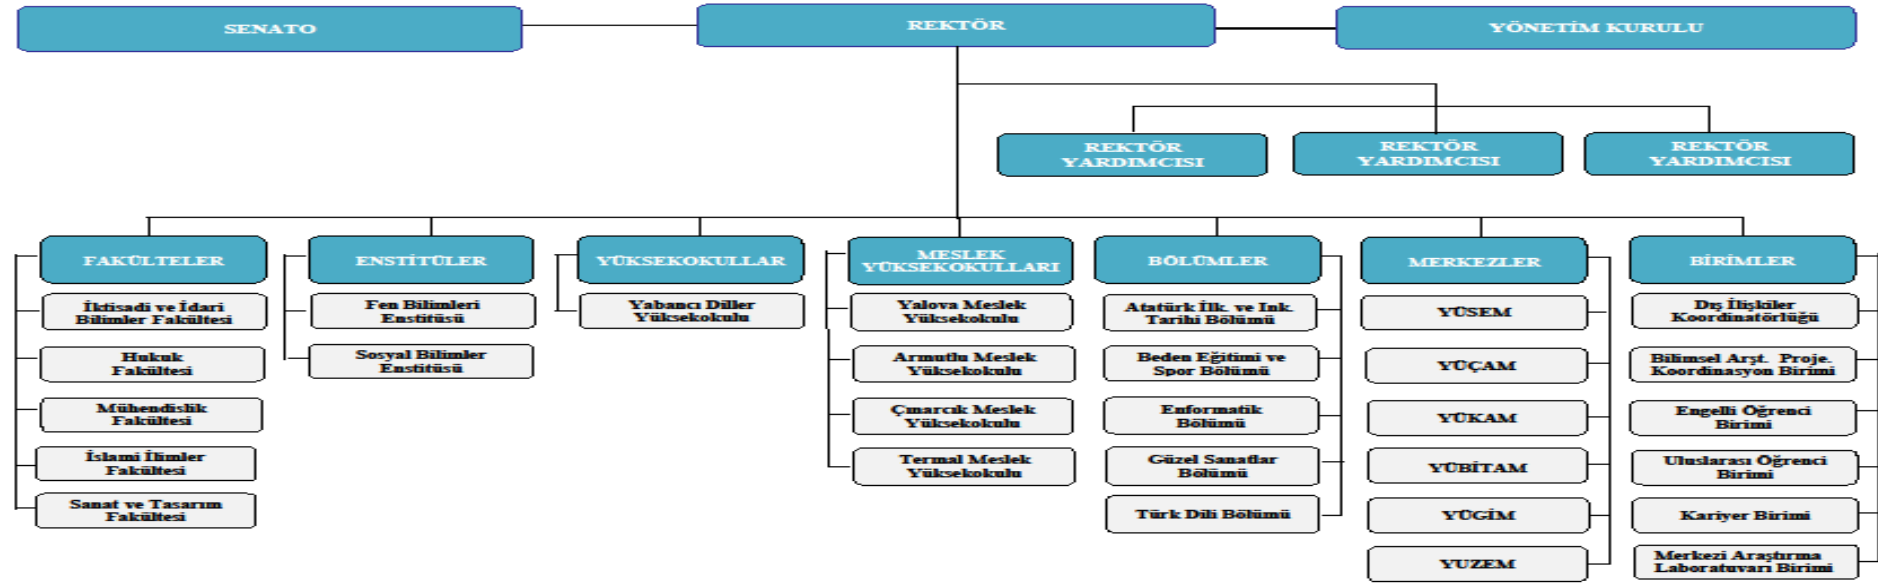 SENATO
REKTÖR
YÖNETİM KURULU
REKTÖR
YARDIMCISI
REKTÖR
YARDIMCISI
REKTÖR
YARDIMCISI
FAKÜLTELER
İktisadi ve İdari
Bilimler Fakültesi
Hukuk
Fakültesi
Mühendislik
Fakültesi
İslami İlimler
Fakültesi
Sanat ve Tasarım
Fakültesi
ENSTİTÜLER
Fen Bilimleri
Enstitüsü
Sosyal Bilimler
Enstitüsü
YÜKSEKOKULLAR
Yabancı Diller
Yüksekokulu
MESLEK
YÜKSEKOKULLARI
Yalova Meslek
Yüksekokulu
Armutlu Meslek
Yüksekokulu
Çınarcık Meslek
Yüksekokulu
Termal Meslek
Yüksekokulu
BÖLÜMLER
Atatürk İlk. ve Ink.
Tarihi Bölümü
Beden Eğitimi ve
Spor Bölümü
Enformatik
Bölümü
Güzel Sanatlar
Bölümü
Türk Dili Bölümü
MERKEZLER
YÜSEM
YÜÇAM
YÜKAM
YÜBİTAM
YÜGİM
YUZEM
BİRİMLER
Dış İlişkiler
Koordinatörlüğü
Bilimsel Arşt. Proje.
Koordinasyon Birimi
Engelli Öğrenci
Birimi
Uluslarası Öğrenci
Birimi
Kariyer Birimi
Merkezi Araştırma
Laboratuvarı Birimi